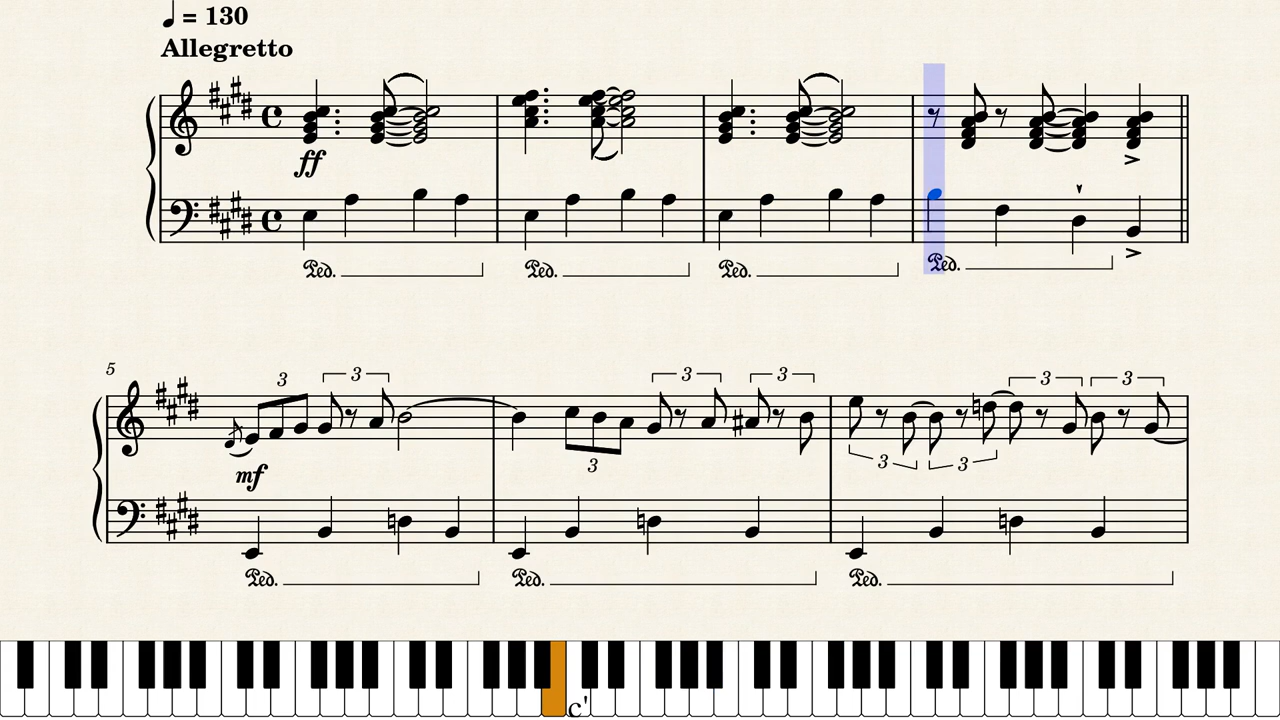 ♩ = 130
Allegretto
ff
Ped. Ped. Ped. Ped.
5
3 3 3 3 3 3
mf
3 3 3
Ped. Ped. Ped.
c'